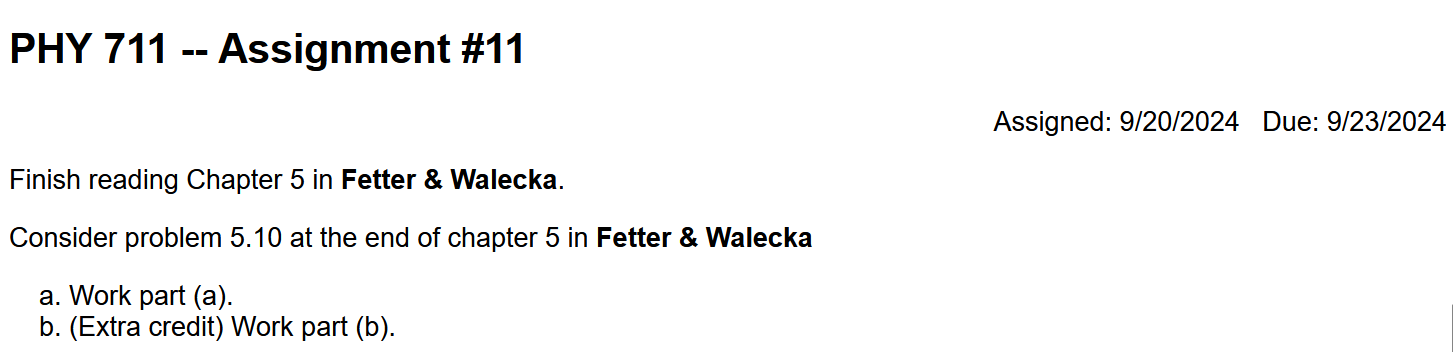 PHY 711 -- Assignment #11
Assigned: 9/20/2024   Due: 9/23/2024
Finish reading Chapter 5 in Fetter & Walecka.
Consider problem 5.10 at the end of chapter 5 in Fetter & Walecka
a. Work part (a).
b. (Extra credit) Work part (b).